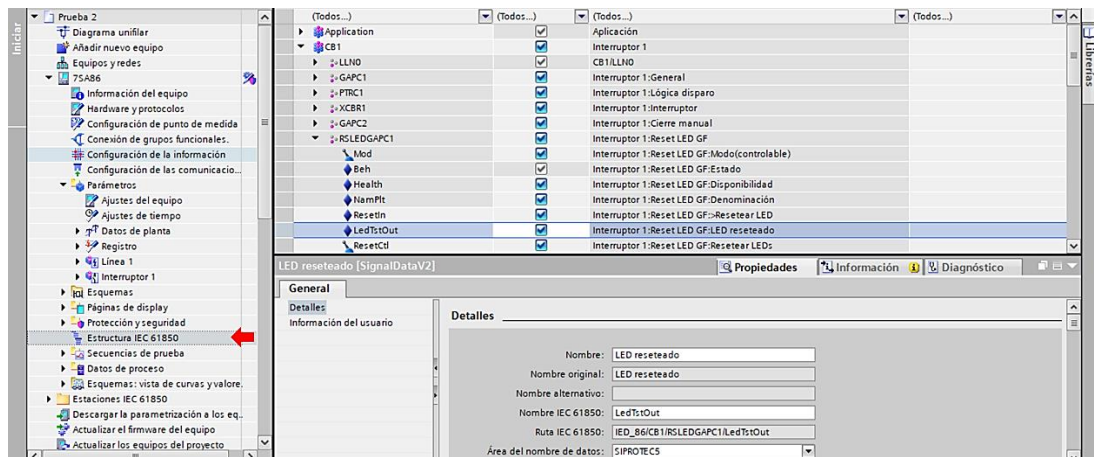 Iniciar
Prueba 2
Diagrama unifilar
Añadir nuevo equipo
Equipos y redes
7SA86
Información del equipo
Hardware y protocolos
Configuración de punto de medida
Conexión de grupos funcionales.
Configuración de la información
Configuración de las comunicacio...
Parámetros
Ajustes del equipo
Ajustes de tiempo
Datos de planta
Registro
Línea 1
Interruptor 1
Esquemas
Páginas de display
Protección y seguridad
Estructura IEC 61850
Secuencias de prueba
Datos de proceso
Esquemas: vista de curvas y valore.
Estaciones IEC 61850
Descargar la parametrización a los eq..
Actualizar el firmware del equipo
Actualizar los equipos del proyecto
(Todos...) (Todos...) (Todos...) (Todos...)
Application Aplicación
CB1 Interruptor 1
LLN0 CB1/LLN0
GAPC1 Interruptor 1:General
PTRC1 Interruptor 1:Lógica disparo
XCBR1 Interruptor 1:Interruptor
GAPC2 Interruptor 1:Cierre manual
RSLEDGAPC1 Interruptor 1:Reset LED GF
Mod Interruptor 1:Reset LED GF:Modo(controlable)
Beh Interruptor 1:Reset LED GF:Estado
Health Interruptor 1:Reset LED GF:Disponibilidad
NamPlt Interruptor 1:Reset LED GF:Denominación
ResetIn Interruptor 1:Reset LED GF:>Resetear LED
LedTstOut Interruptor 1:Reset LED GF:LED reseteado
ResetCtl Interruptor 1:Reset LED GF:Resetear LEDs
LED reseteado [SignalDataV2]
Propiedades Información Diagnóstico
General
Detalles
Información del usuario
Detalles
Nombre: LED reseteado
Nombre original: LED reseteado
Nombre alternativo:
Nombre IEC 61850: LedTstOut
Ruta IEC 61850: IED_86/CB1/RSLEDGAPC1/LedTstOut
Área del nombre de datos: SIPROTEC5
Librerías